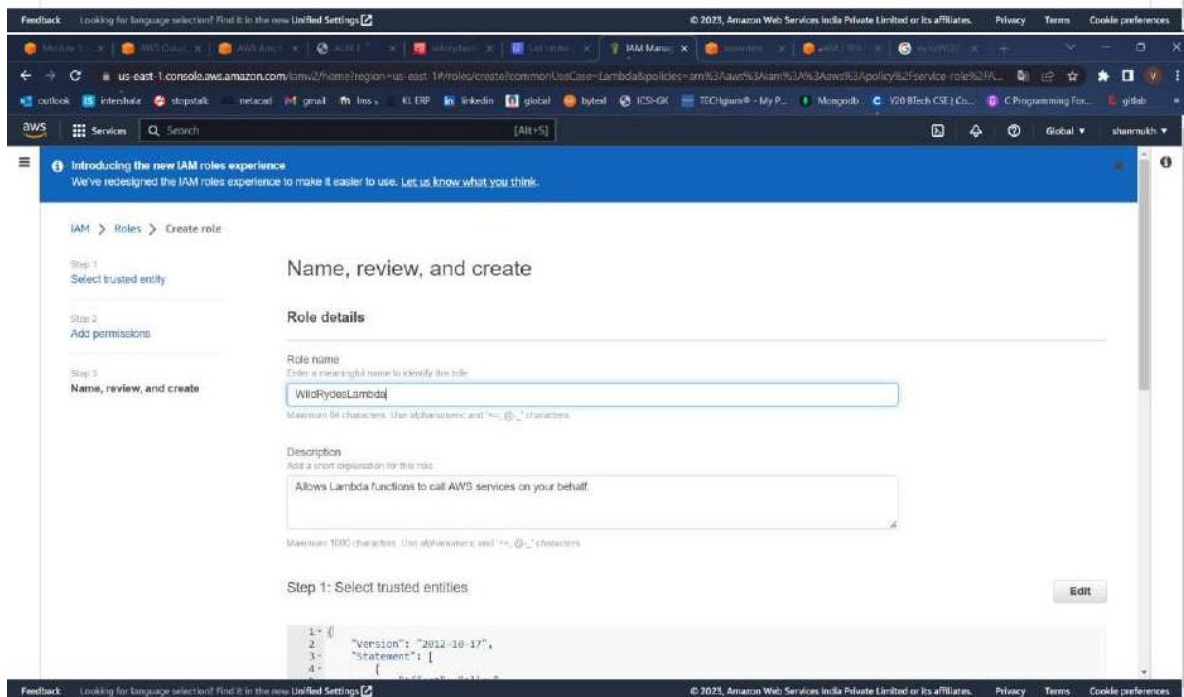 Feedback Looking for language selection? Find it in the new Unified Settings © 2023, Amazon Web Services India Private Limited or its affiliates. Privacy Terms Cookie preferences
IAM Manag
us-east-1.console.aws.amazon.com/iamv2/home?region=us-east-1#/roles/create?commonUseCase=Lambda&policies=arn%3Aaws%3Aiam%3A%3Aaws%3Apolicy%2Fservice-role%2FA...
outlook intershala stopstalk netacad gmail Ims KL ERP linkedin global bytexl ICSI-GK TECHgium® - My P... Mongodb Y20 BTech CSE | Co... C Programming For... gitlab
aws Services Search [Alt+S] Global shanmukh
Introducing the new IAM roles experience
We've redesigned the IAM roles experience to make it easier to use. Let us know what you think.
IAM > Roles > Create role
Step 1
Select trusted entity
Step 2
Add permissions
Step 3
Name, review, and create
Name, review, and create
Role details
Role name
Enter a meaningful name to identify this role.
WildRydesLambda
Maximum 64 characters. Use alphanumeric and '+=,.@-_' characters.
Description
Add a short explanation for this role.
Allows Lambda functions to call AWS services on your behalf.
Maximum 1000 characters. Use alphanumeric and '+=,.@-_' characters.
Step 1: Select trusted entities
Edit
1 {
2 "Version": "2012-10-17",
3 "Statement": [
4 {
Feedback Looking for language selection? Find it in the new Unified Settings © 2023, Amazon Web Services India Private Limited or its affiliates. Privacy Terms Cookie preferences